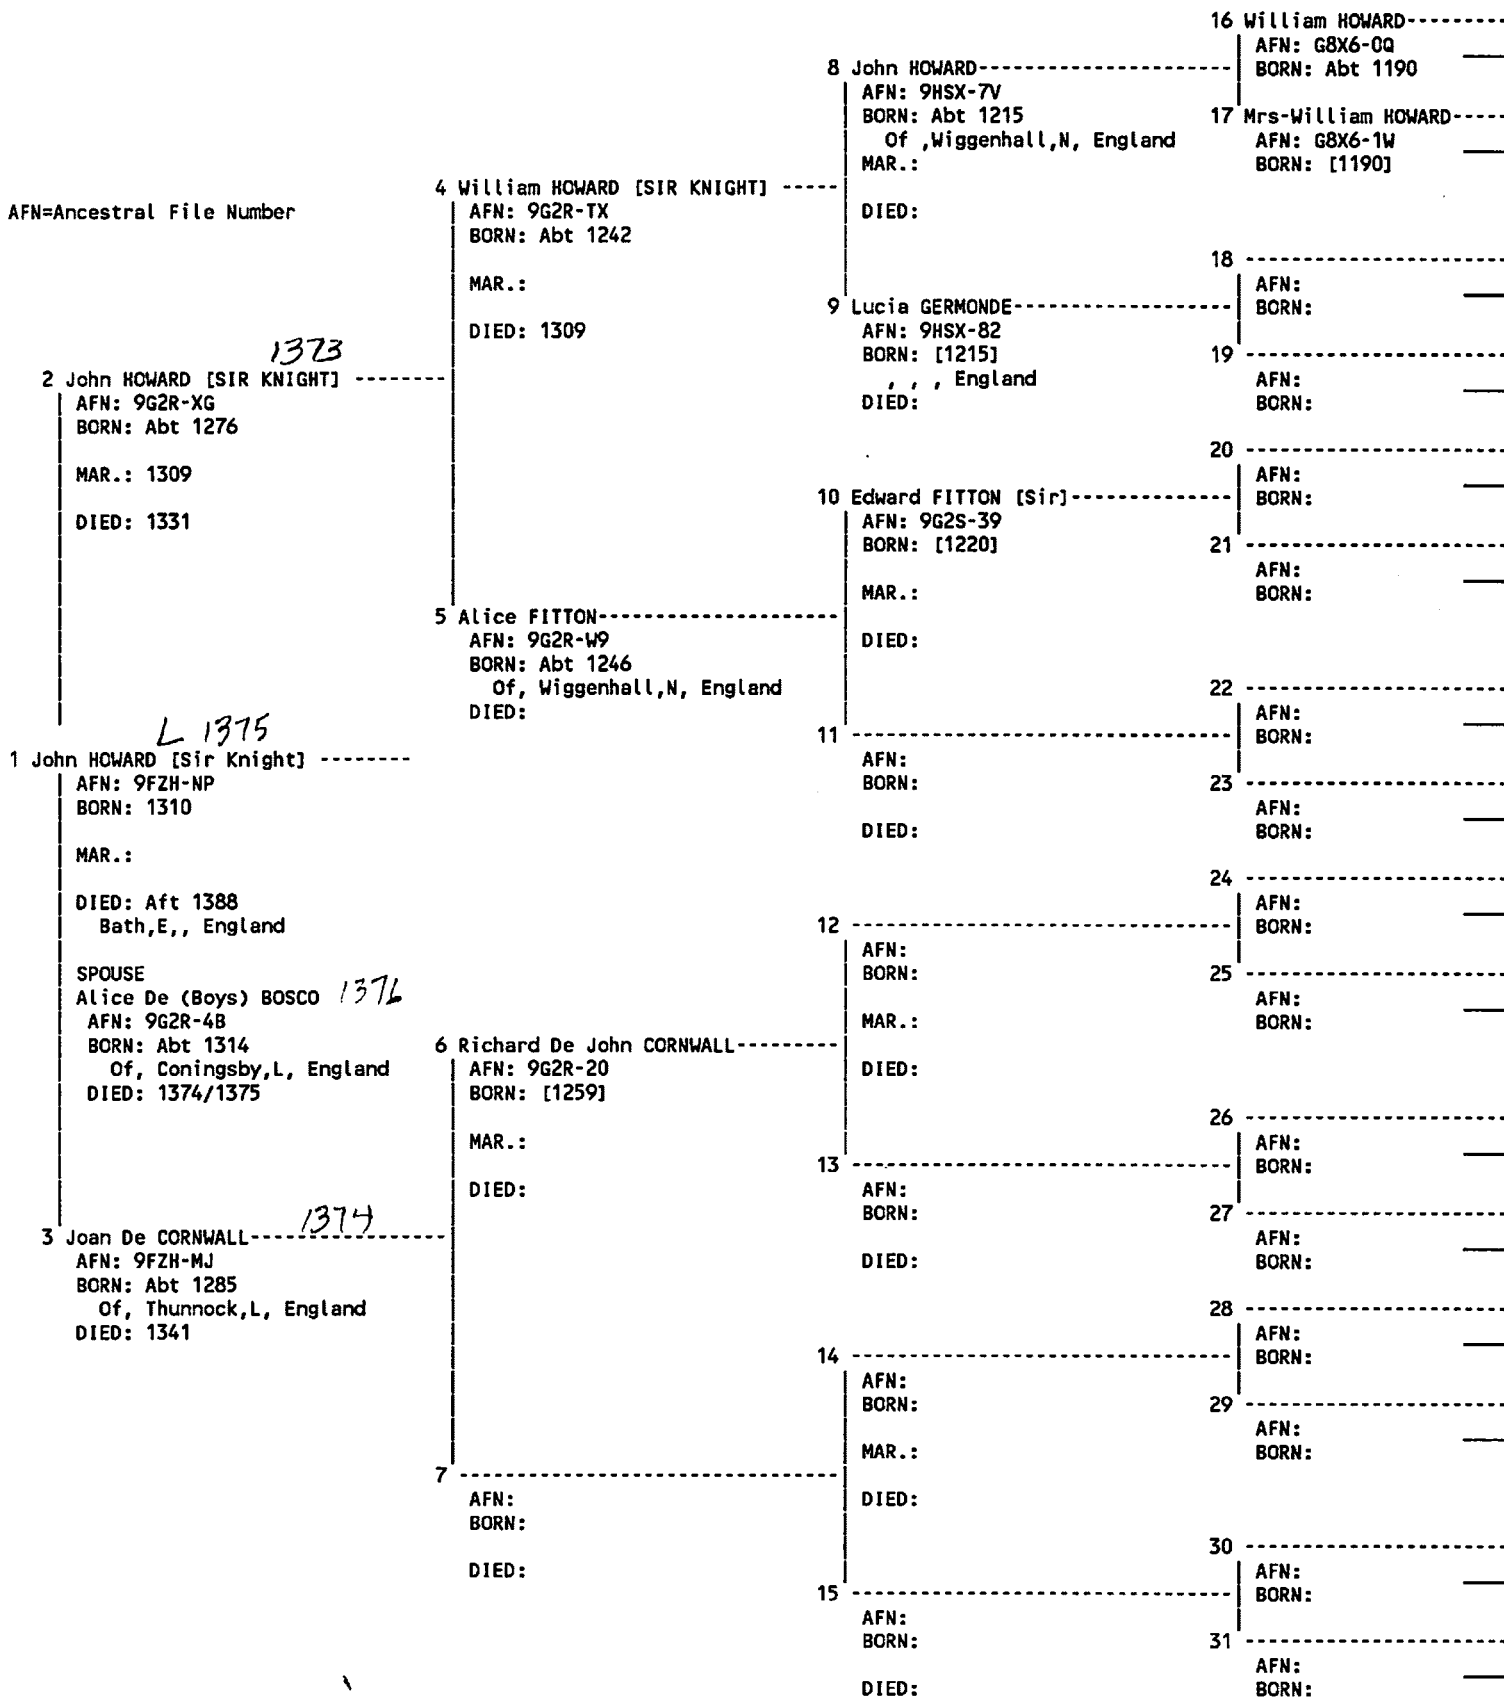 AFN=Ancestral File Number
1373
2 John HOWARD [SIR KNIGHT] --------
AFN: 9G2R-XG
BORN: Abt 1276
MAR.: 1309
DIED: 1331
L 1375
1 John HOWARD [Sir Knight] --------
AFN: 9FZH-NP
BORN: 1310
MAR.:
DIED: Aft 1388
Bath,E,, England
SPOUSE
Alice De (Boys) BOSCO 1376
AFN: 9G2R-4B
BORN: Abt 1314
Of, Coningsby,L, England
DIED: 1374/1375
1374
3 Joan De CORNWALL----------------
AFN: 9FZH-MJ
BORN: Abt 1285
Of, Thunnock,L, England
DIED: 1341
4 William HOWARD [SIR KNIGHT] -----
AFN: 9G2R-TX
BORN: Abt 1242
MAR.:
DIED: 1309
5 Alice FITTON--------------------
AFN: 9G2R-W9
BORN: Abt 1246
Of, Wiggenhall,N, England
DIED:
6 Richard De John CORNWALL---------
AFN: 9G2R-20
BORN: [1259]
MAR.:
DIED:
7 --------------------------------
AFN:
BORN:
DIED:
8 John HOWARD---------------------
AFN: 9HSX-7V
BORN: Abt 1215
Of ,Wiggenhall,N, England
MAR.:
DIED:
9 Lucia GERMONDE------------------
AFN: 9HSX-82
BORN: [1215]
, , , England
DIED:
10 Edward FITTON [Sir]-------------
AFN: 9G2S-39
BORN: [1220]
MAR.:
DIED:
11 --------------------------------
AFN:
BORN:
DIED:
12 --------------------------------
AFN:
BORN:
MAR.:
DIED:
13 --------------------------------
AFN:
BORN:
DIED:
14 --------------------------------
AFN:
BORN:
MAR.:
DIED:
15 --------------------------------
AFN:
BORN:
DIED:
16 William HOWARD--------
AFN: G8X6-0Q
BORN: Abt 1190
17 Mrs-William HOWARD-----
AFN: G8X6-1W
BORN: [1190]
18 ----------------------
AFN:
BORN:
19 ----------------------
AFN:
BORN:
20 ----------------------
AFN:
BORN:
21 ----------------------
AFN:
BORN:
22 ----------------------
AFN:
BORN:
23 ----------------------
AFN:
BORN:
24 ----------------------
AFN:
BORN:
25 ----------------------
AFN:
BORN:
26 ----------------------
AFN:
BORN:
27 ----------------------
AFN:
BORN:
28 ----------------------
AFN:
BORN:
29 ----------------------
AFN:
BORN:
30 ----------------------
AFN:
BORN:
31 ----------------------
AFN:
BORN: